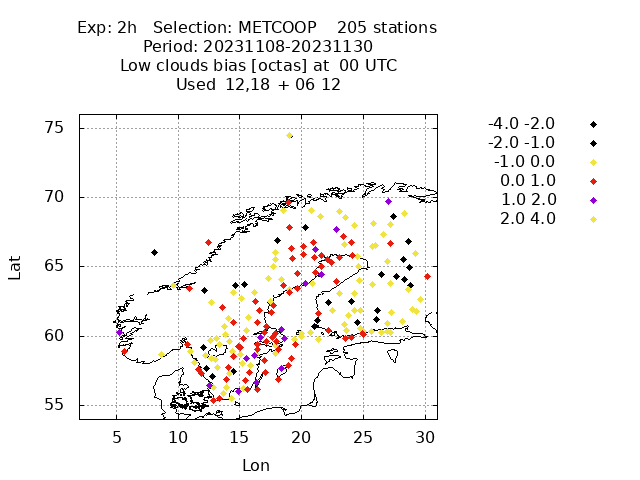 Exp: 2h   Selection: METCOOP    205 stations
Period: 20231108-20231130
Low clouds bias [octas] at  00 UTC
Used  12,18 + 06 12
-4.0 -2.0
-2.0 -1.0
-1.0 0.0
0.0 1.0
1.0 2.0
2.0 4.0
75
70
65
60
55
Lat
5 10 15 20 25 30
Lon